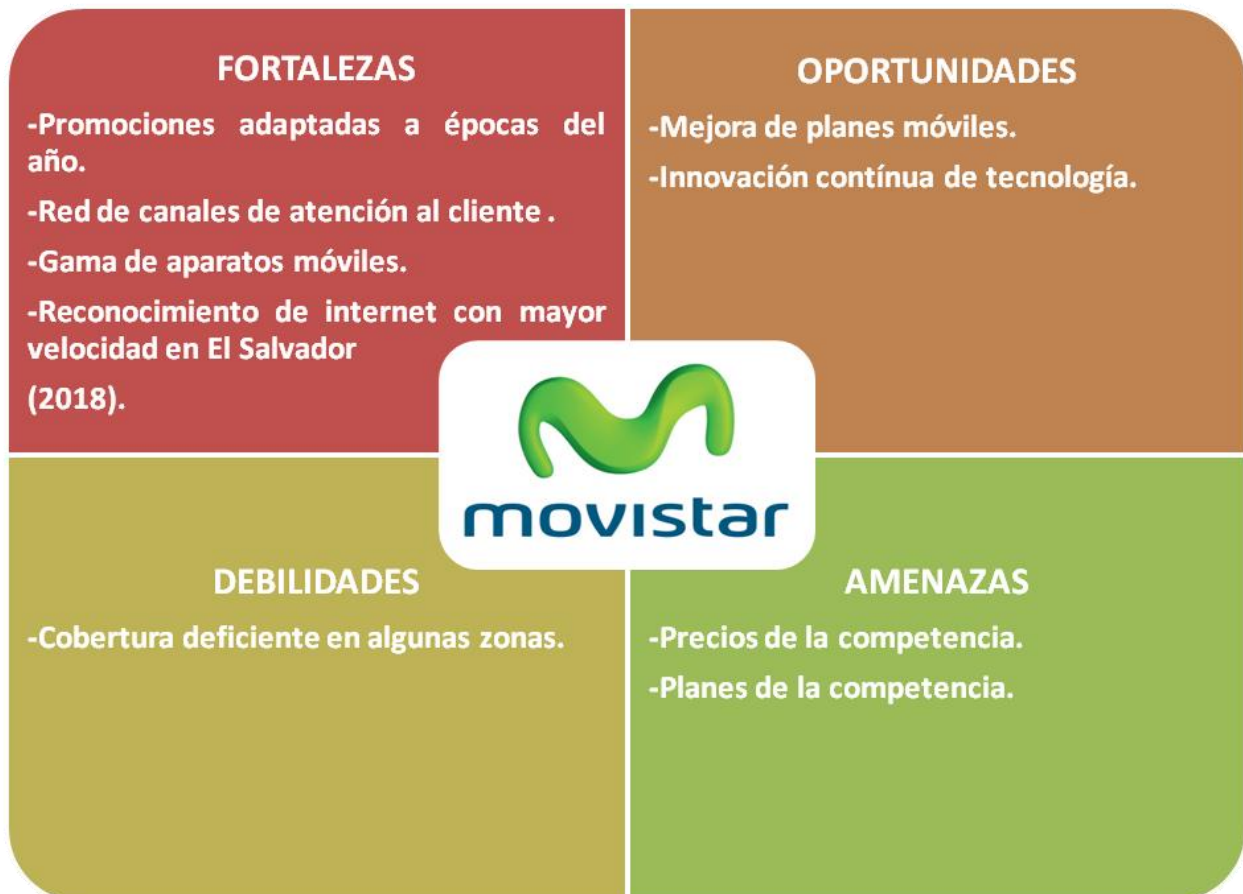 FORTALEZAS
-Promociones adaptadas a épocas del
año.
-Red de canales de atención al cliente .
-Gama de aparatos móviles.
-Reconocimiento de internet con mayor
velocidad en El Salvador
(2018).
OPORTUNIDADES
-Mejora de planes móviles.
-Innovación contínua de tecnología.
movistar
DEBILIDADES
-Cobertura deficiente en algunas zonas.
AMENAZAS
-Precios de la competencia.
-Planes de la competencia.